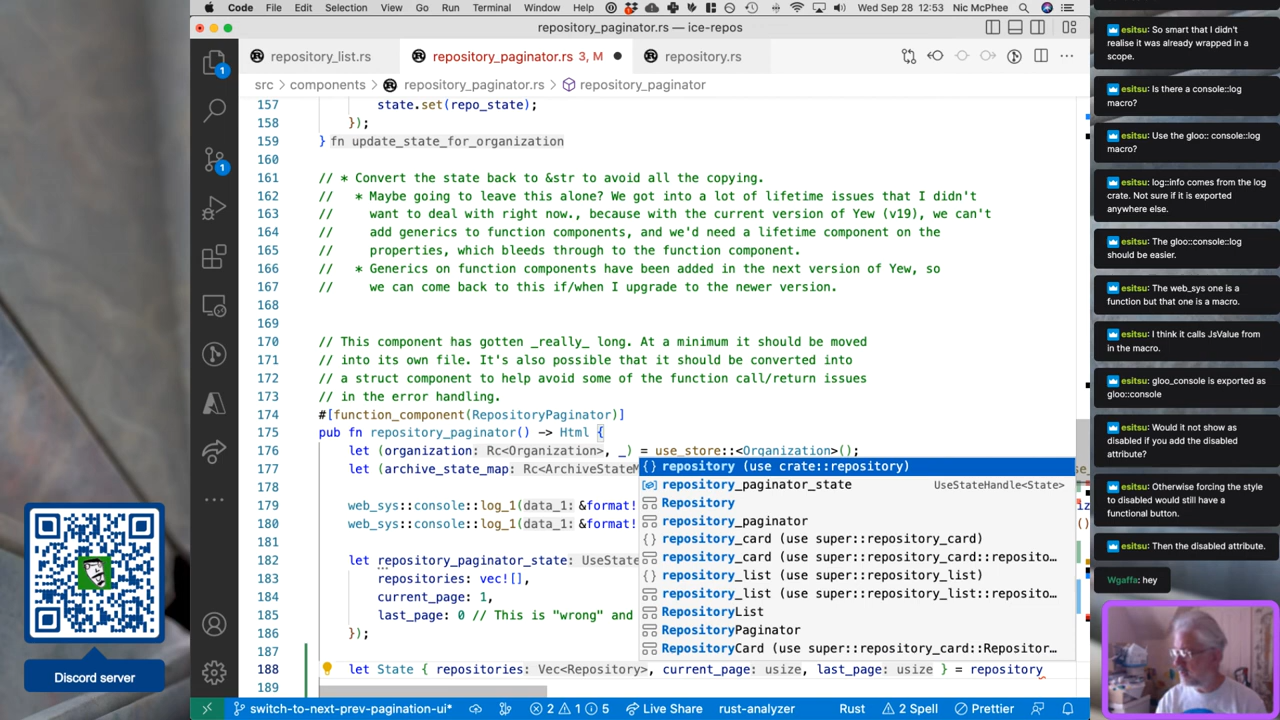 Code File Edit Selection View Go Run Terminal Window Help Wed Sep 28 12:53 Nic McPhee
repository_paginator.rs — ice-repos
repository_list.rs
repository_paginator.rs 3, M
repository.rs
src > components > repository_paginator.rs > repository_paginator
157 state.set(repo_state);
158 });
159 } fn update_state_for_organization
160
161 // * Convert the state back to &str to avoid all the copying.
162 // * Maybe going to leave this alone? We got into a lot of lifetime issues that I didn't
163 // want to deal with right now., because with the current version of Yew (v19), we can't
164 // add generics to function components, and we'd need a lifetime component on the
165 // properties, which bleeds through to the function component.
166 // * Generics on function components have been added in the next version of Yew, so
167 // we can come back to this if/when I upgrade to the newer version.
168
169
170 // This component has gotten _really_ long. At a minimum it should be moved
171 // into its own file. It's also possible that it should be converted into
172 // a struct component to help avoid some of the function call/return issues
173 // in the error handling.
174 #[function_component(RepositoryPaginator)]
175 pub fn repository_paginator() -> Html {
176 let (organization: Rc<Organization>, _) = use_store::<Organization>();
177 let (archive_state_map: Rc<ArchiveStateM
178
179 web_sys::console::log_1(data_1: &format!
180 web_sys::console::log_1(data_1: &format!
181
182 let repository_paginator_state: UseState
183 repositories: vec![],
184 current_page: 1,
185 last_page: 0 // This is "wrong" and
186 });
187
188 let State { repositories: Vec<Repository>, current_page: usize, last_page: usize } = repository
189
{} repository (use crate::repository)
repository_paginator_state UseStateHandle<State>
Repository
repository_paginator
{} repository_card (use super::repository_card)
repository_card (use super::repository_card::reposito…
{} repository_list (use super::repository_list)
repository_list (use super::repository_list::reposito…
RepositoryList
RepositoryPaginator
RepositoryCard (use super::repository_card::Repositor…
switch-to-next-prev-pagination-ui* 2 1 5 Live Share rust-analyzer Rust 2 Spell Prettier
1
1
Discord server
esitsu: So smart that I didn't
realise it was already wrapped in a
scope.
esitsu: Is there a console::log
macro?
esitsu: Use the gloo:: console::log
macro?
esitsu: log::info comes from the log
crate. Not sure if it is exported
anywhere else.
esitsu: The gloo::console::log
should be easier.
esitsu: The web_sys one is a
function but that one is a macro.
esitsu: I think it calls JsValue from
in the macro.
esitsu: gloo_console is exported as
gloo::console
esitsu: Would it not show as
disabled if you add the disabled
attribute?
esitsu: Otherwise forcing the style
to disabled would still have a
functional button.
esitsu: Then the disabled attribute.
Wgaffa: hey